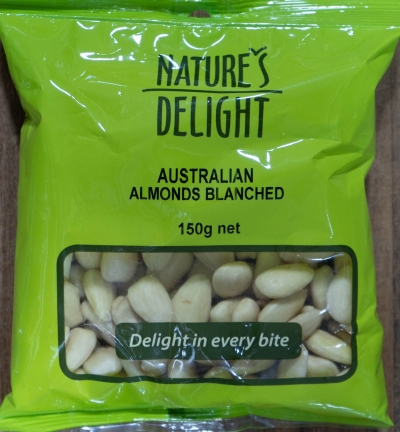 NATURE'S
DELIGHT
AUSTRALIAN
ALMONDS BLANCHED
150g net
Delight in every bite